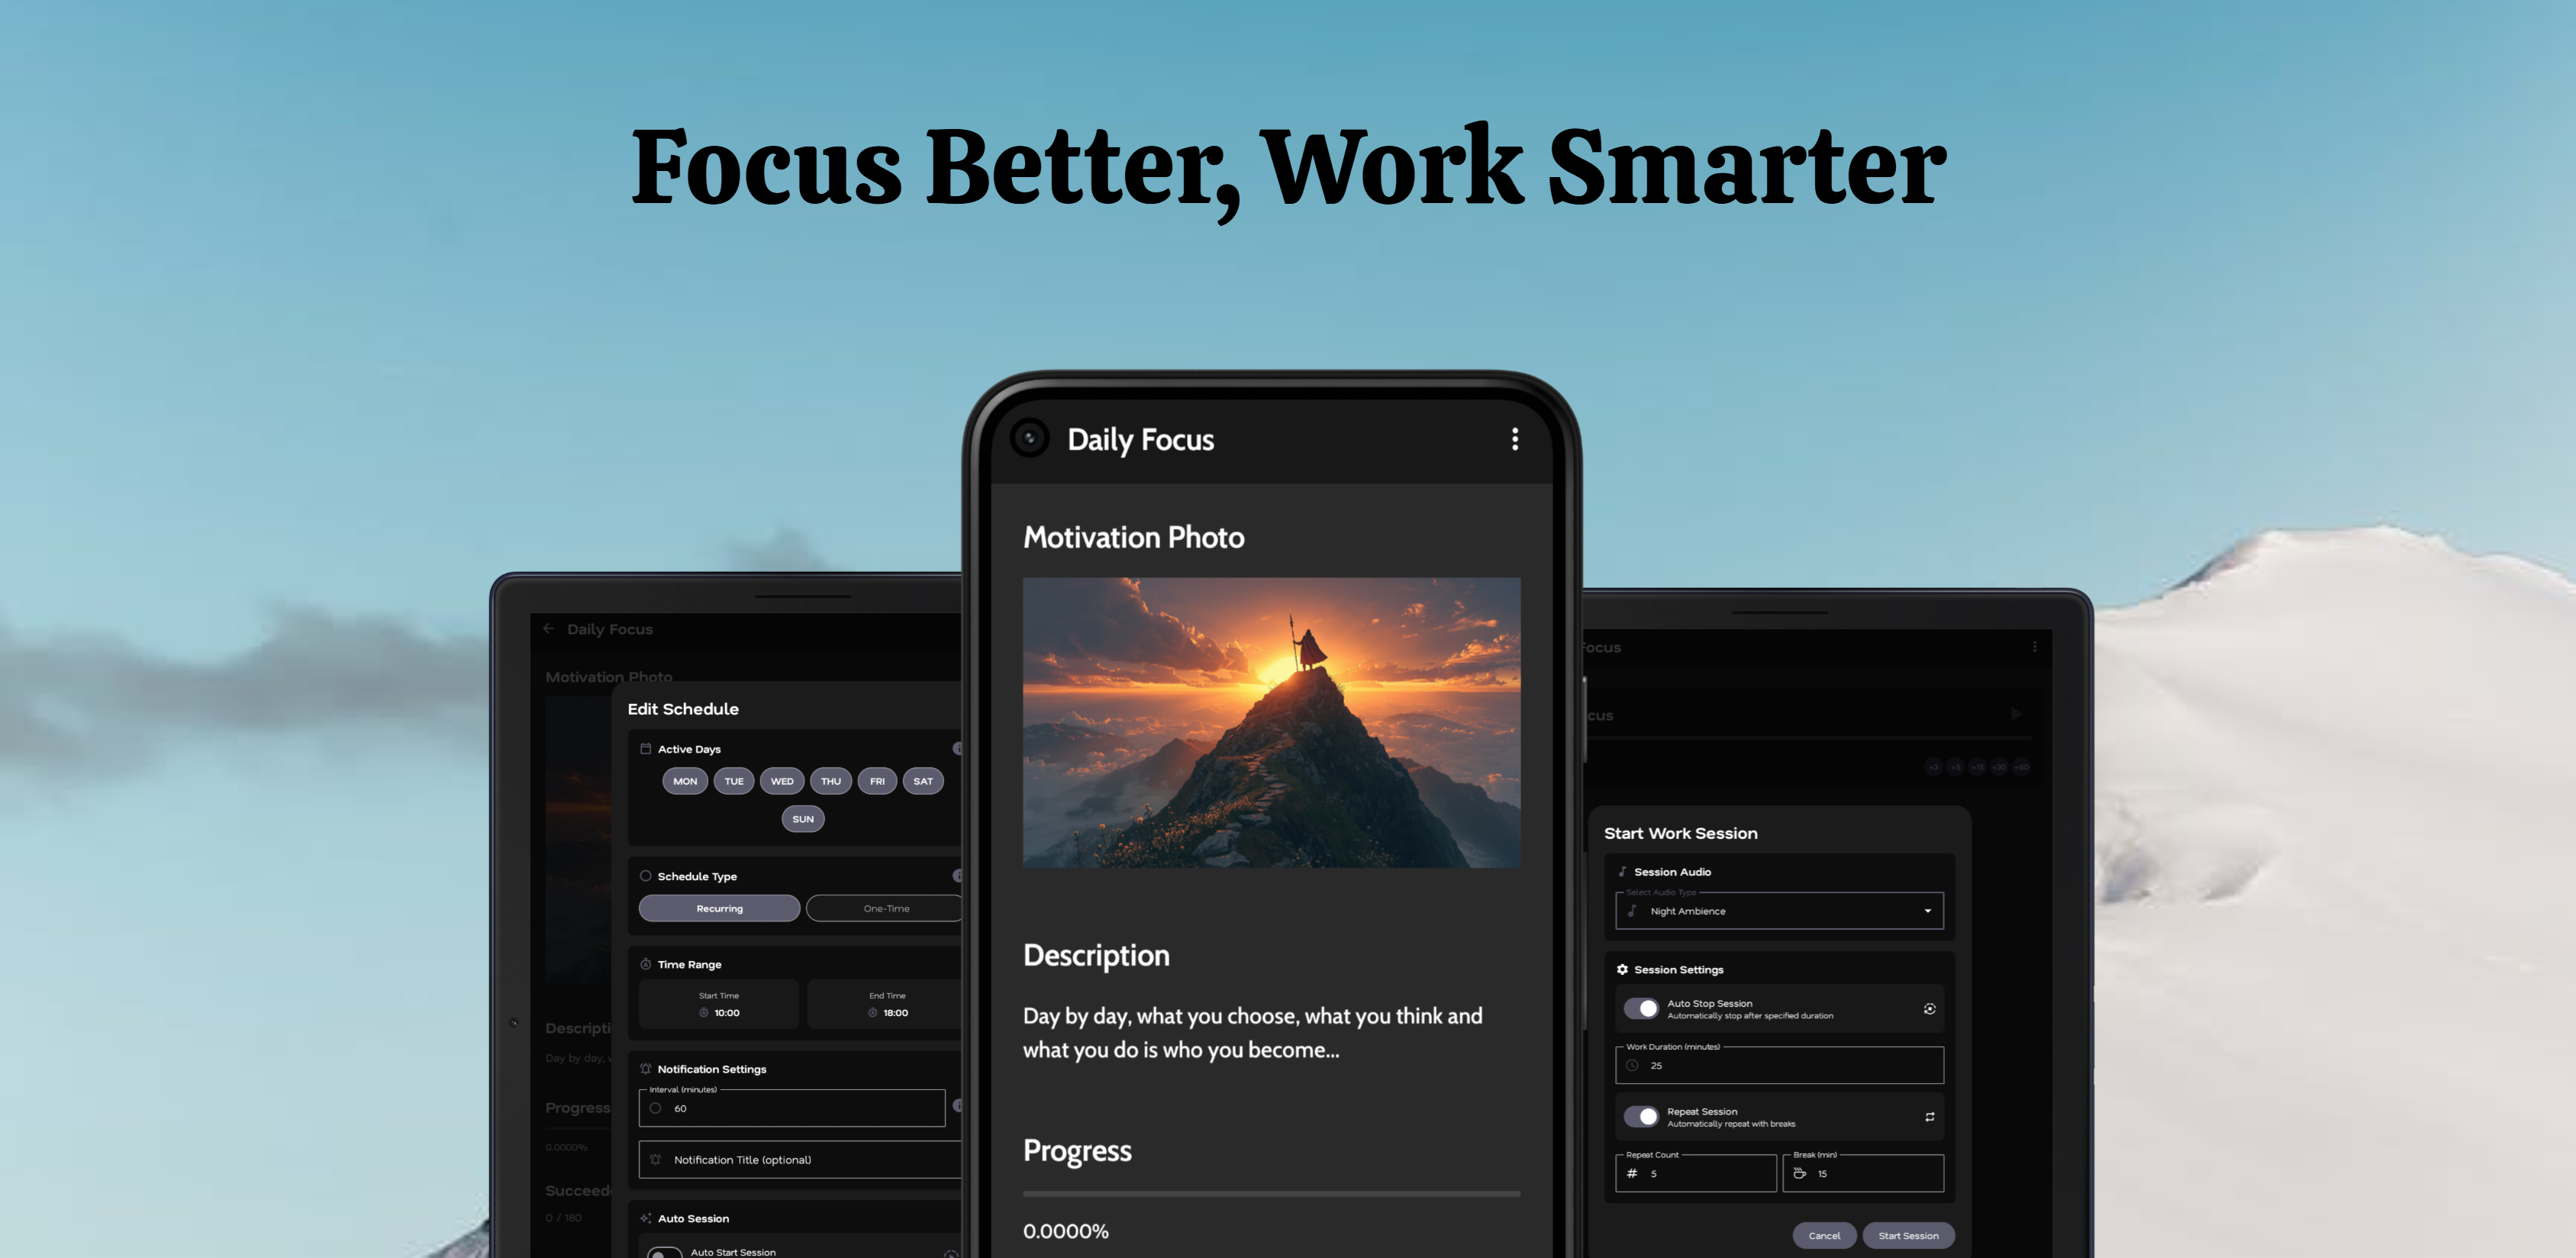 Focus Better, Work Smarter
Daily Focus
Motivation Photo
Edit Schedule
Active Days
MON TUE WED THU FRI SAT
SUN
Schedule Type
Recurring One-Time
Time Range
Start Time End Time
10:00 18:00
Notification Settings
Interval (minutes)
60
Notification Title (optional)
Auto Session
Auto Start Session
Descripti
Day by day,
Progress
0.0000%
Succeed
0 / 180
Daily Focus
Motivation Photo
Description
Day by day, what you choose, what you think and
what you do is who you become...
Progress
0.0000%
Focus
cus
+3 +5 +15 +30 +60
Start Work Session
Session Audio
Select Audio Type
Night Ambience
Session Settings
Auto Stop Session
Automatically stop after specified duration
Work Duration (minutes)
25
Repeat Session
Automatically repeat with breaks
Repeat Count Break (min)
# 5 15
Cancel Start Session